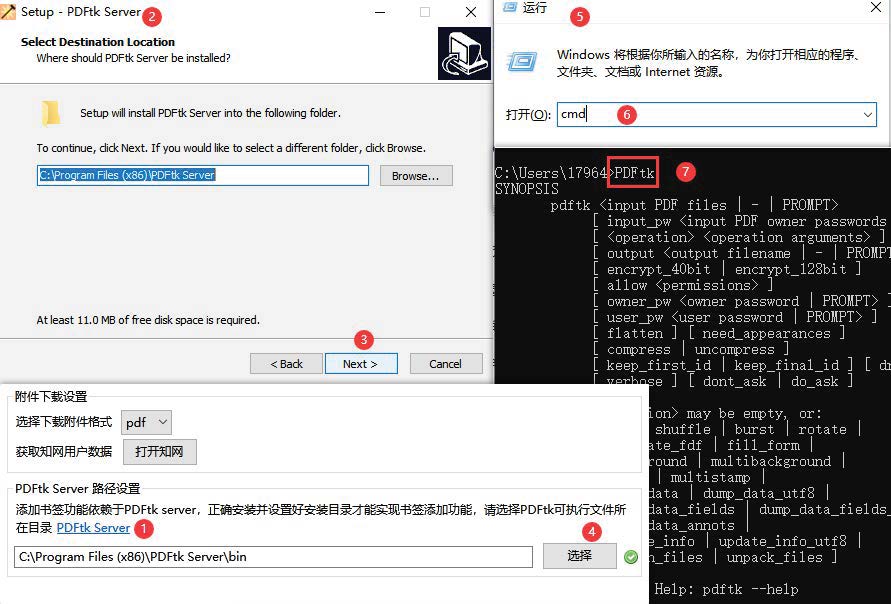 Setup - PDFtk Server
2
Select Destination Location
Where should PDFtk Server be installed?
Setup will install PDFtk Server into the following folder.
To continue, click Next. If you would like to select a different folder, click Browse.
C:\Program Files (x86)\PDFtk Server
Browse...
At least 11.0 MB of free disk space is required.
3
< Back
Next >
Cancel
运行
5
Windows 将根据你所输入的名称，为你打开相应的程序、
文件夹、文档或 Internet 资源。
打开(O):
cmd
6
C:\Users\17964>PDFtk
7
SYNOPSIS
pdftk <input PDF files | - | PROMPT>
[ input_pw <input PDF owner passwords
[ <operation> <operation arguments> ]
[ output <output filename | - | PROMPT
[ encrypt_40bit | encrypt_128bit ]
[ allow <permissions> ]
[ owner_pw <owner password | PROMPT> ]
[ user_pw <user password | PROMPT> ]
[ flatten ] [ need_appearances ]
[ compress | uncompress ]
[ keep_first_id | keep_final_id ] [ dr
verbose ] [ dont_ask | do_ask ]
ion> may be empty, or:
shuffle | burst | rotate |
ate_fdf | fill_form |
round | multibackground |
| multistamp |
data | dump_data_utf8 |
data_fields | dump_data_fields_
data_annots |
e_info | update_info_utf8 |
h_files | unpack_files ]
Help: pdftk --help
附件下载设置
选择下载附件格式
pdf
获取知网用户数据
打开知网
PDFtk Server 路径设置
添加书签功能依赖于PDFtk server，正确安装并设置好安装目录才能实现书签添加功能，请选择PDFtk可执行文件所
在目录 PDFtk Server
1
4
C:\Program Files (x86)\PDFtk Server\bin
选择